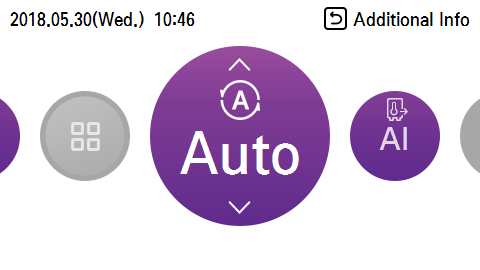 2018.05.30(Wed.) 10:46
Additional Info
A
Auto
AI